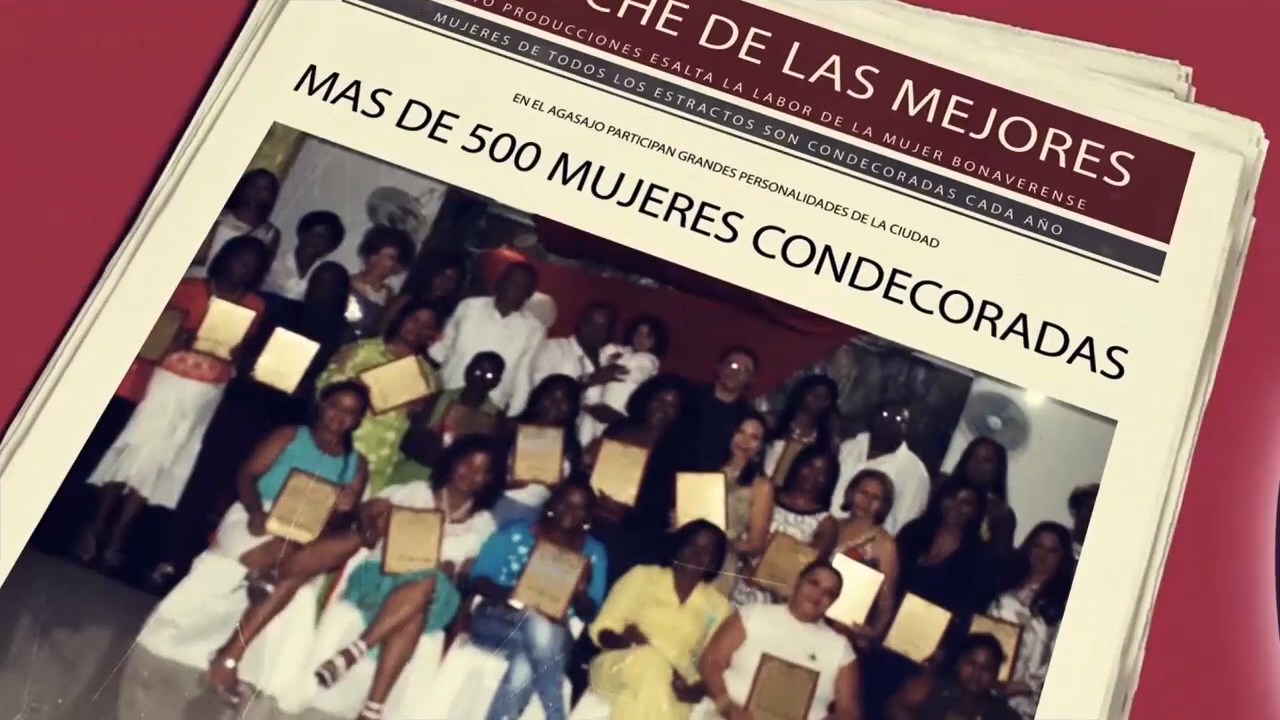 CHE DE LAS MEJORES
PRODUCCIONES ESALTA LA LABOR DE LA MUJER BONAVERENSE
MUJERES DE TODOS LOS ESTRACTOS SON CONDECORADAS CADA AÑO
EN EL AGASAJO PARTICIPAN GRANDES PERSONALIDADES DE LA CIUDAD
MAS DE 500 MUJERES CONDECORADAS